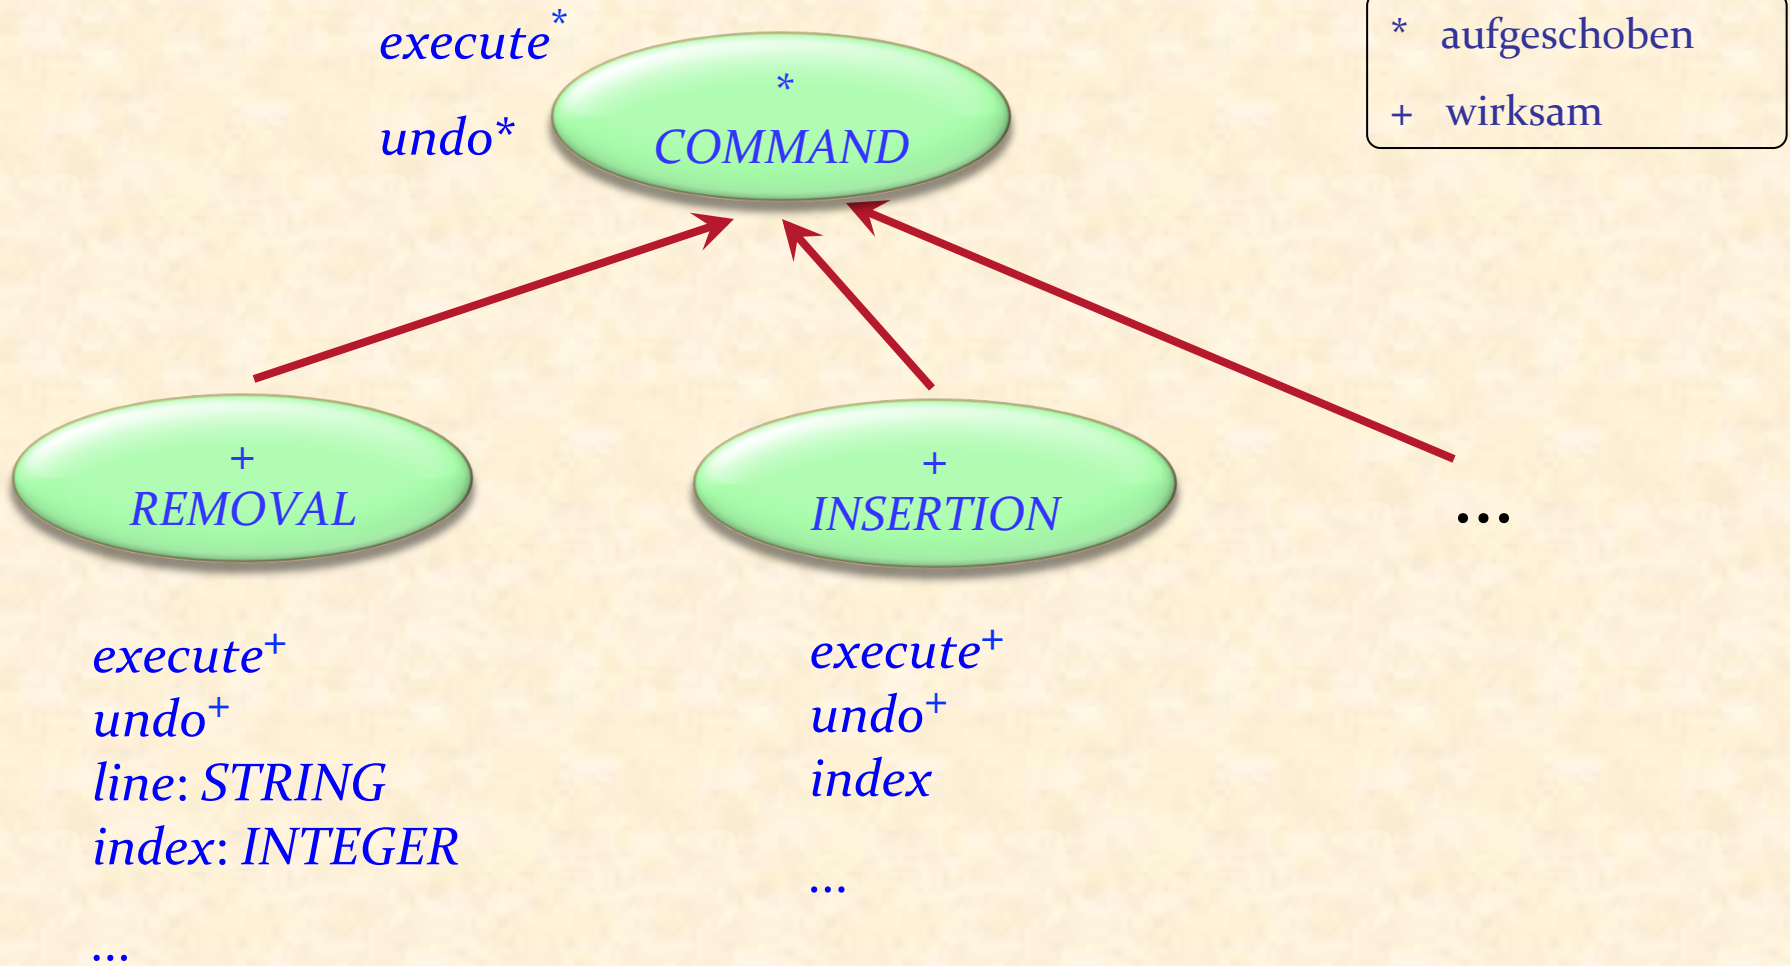 execute*
undo*
*
COMMAND
* aufgeschoben
+ wirksam
+
REMOVAL
+
INSERTION
...
execute+
undo+
line: STRING
index: INTEGER
...
execute+
undo+
index
...